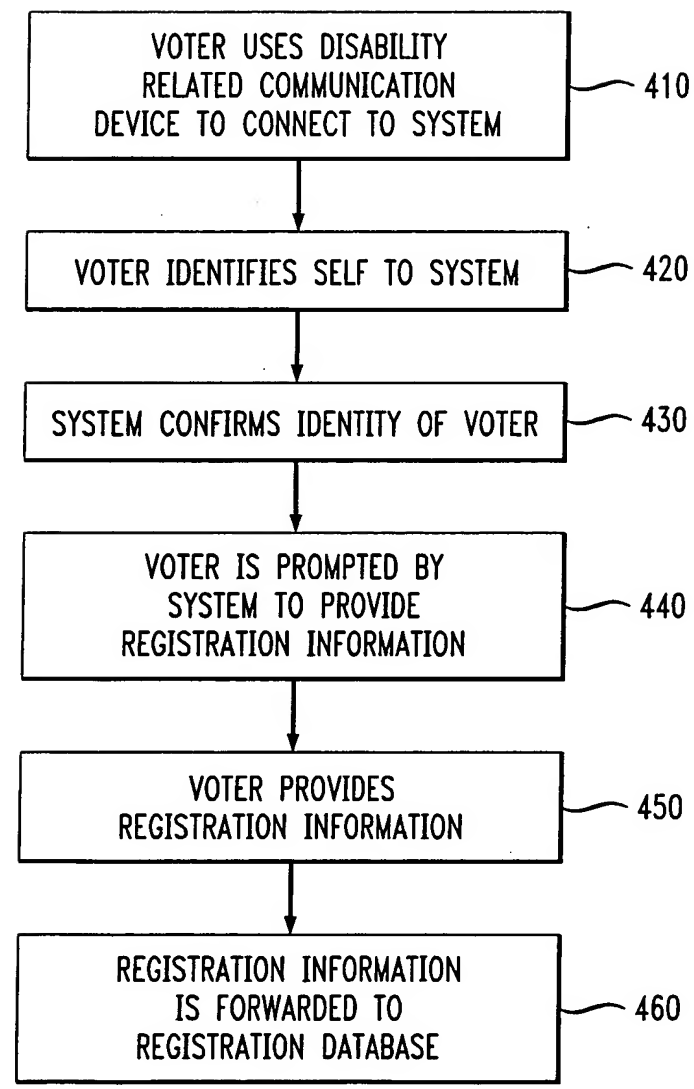 VOTER USES DISABILITY
RELATED COMMUNICATION
DEVICE TO CONNECT TO SYSTEM
410
VOTER IDENTIFIES SELF TO SYSTEM
420
SYSTEM CONFIRMS IDENTITY OF VOTER
430
VOTER IS PROMPTED BY
SYSTEM TO PROVIDE
REGISTRATION INFORMATION
440
VOTER PROVIDES
REGISTRATION INFORMATION
450
REGISTRATION INFORMATION
IS FORWARDED TO
REGISTRATION DATABASE
460